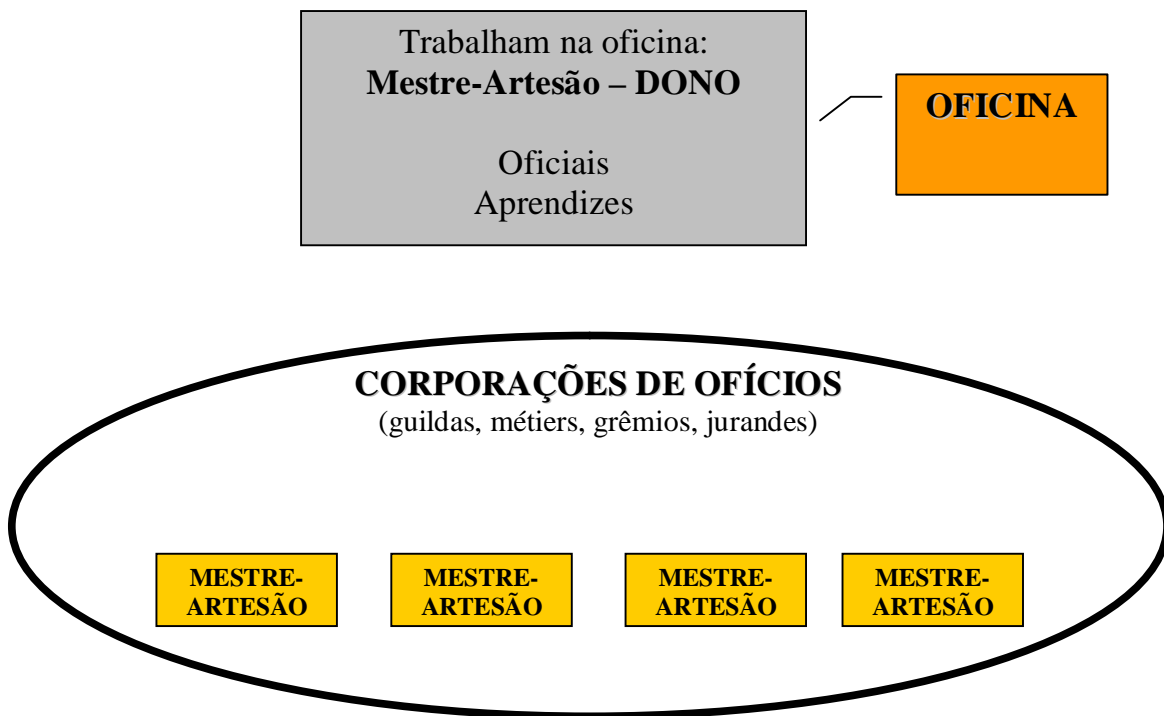 Trabalham na oficina:
Mestre-Artesão – DONO
Oficiais
Aprendizes
OFICINA
CORPORAÇÕES DE OFÍCIOS
(guildas, métiers, grêmios, jurandes)
MESTRE-
ARTESÃO
MESTRE-
ARTESÃO
MESTRE-
ARTESÃO
MESTRE-
ARTESÃO